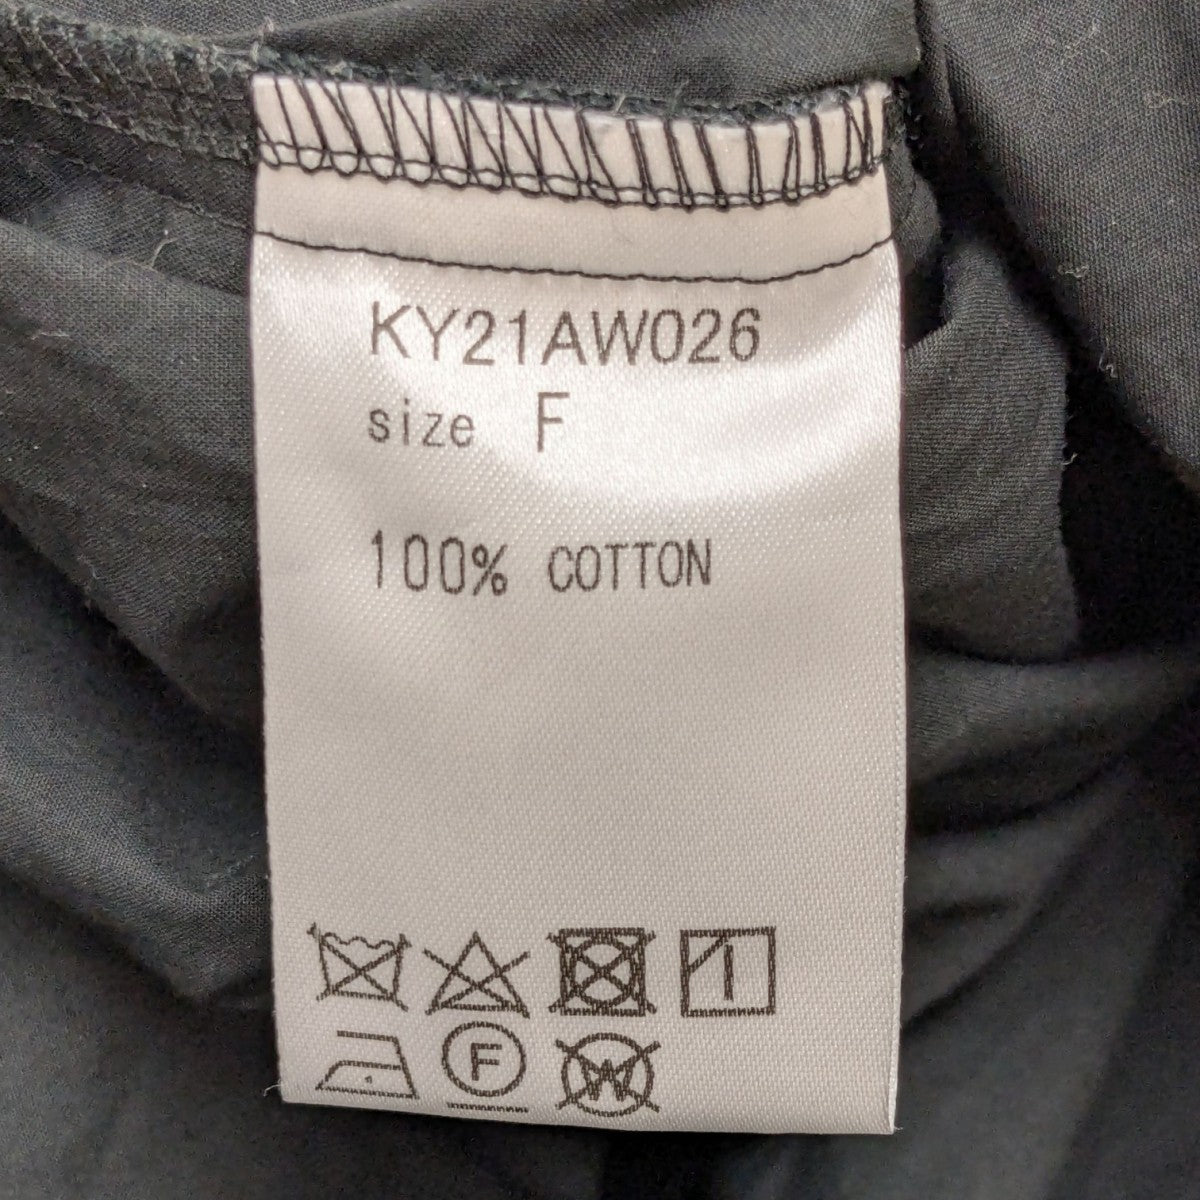 KY21AW026
size F
100% COTTON
F
W